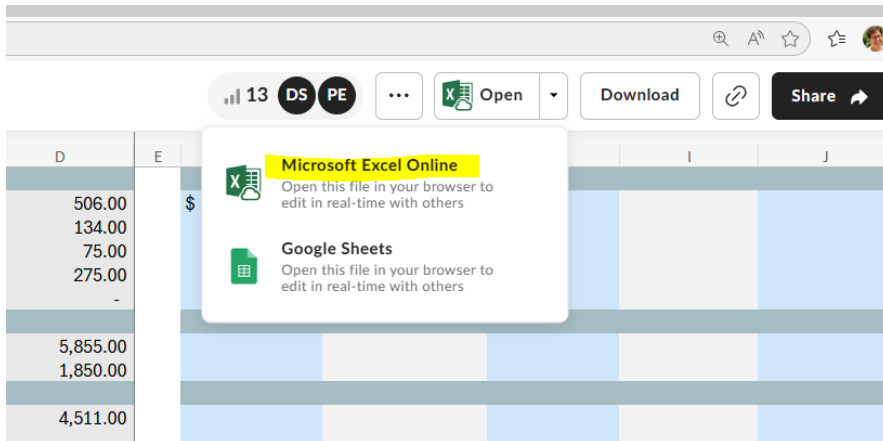 13 DS PE ... Open Download Share
D E I J
Microsoft Excel Online
Open this file in your browser to
edit in real-time with others
Google Sheets
Open this file in your browser to
edit in real-time with others
506.00 $
134.00
75.00
275.00
-
5,855.00
1,850.00
4,511.00